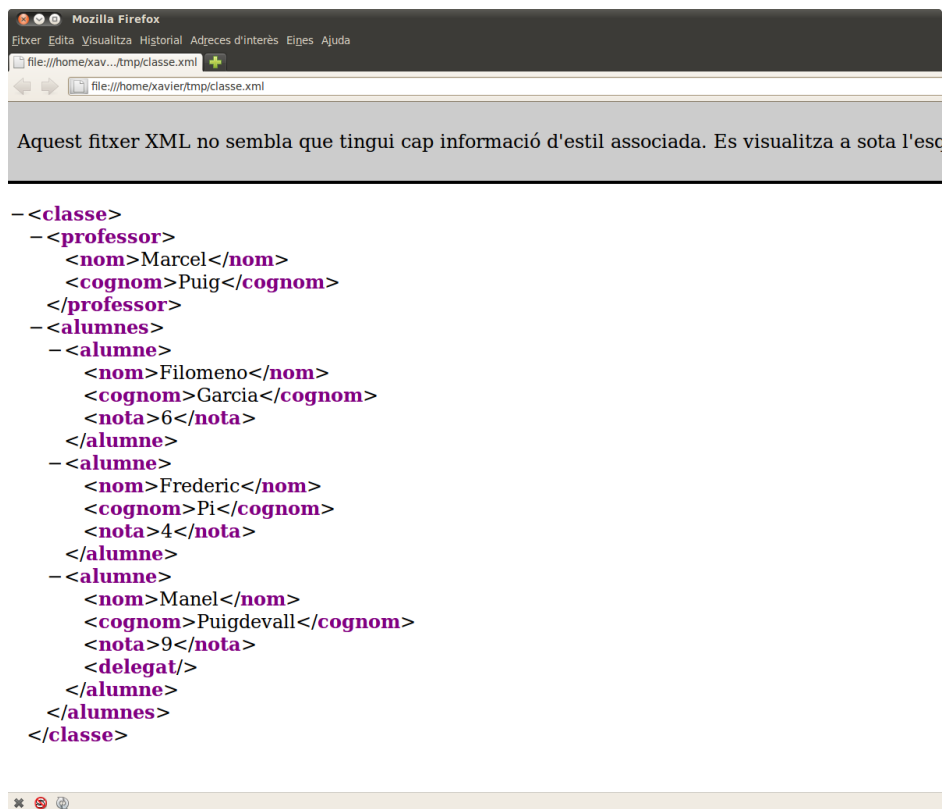 Mozilla Firefox
Fitxer Edita Visualitza Historial Adreces d'interès Eines Ajuda
file:///home/xav.../tmp/classe.xml
file:///home/xavier/tmp/classe.xml
Aquest fitxer XML no sembla que tingui cap informació d'estil associada. Es visualitza a sota
−<classe>
−<professor>
<nom>Marcel</nom>
<cognom>Puig</cognom>
</professor>
−<alumnes>
−<alumne>
<nom>Filomeno</nom>
<cognom>Garcia</cognom>
<nota>6</nota>
</alumne>
−<alumne>
<nom>Frederic</nom>
<cognom>Pi</cognom>
<nota>4</nota>
</alumne>
−<alumne>
<nom>Manel</nom>
<cognom>Puigdevall</cognom>
<nota>9</nota>
<delegat/>
</alumne>
</alumnes>
</classe>